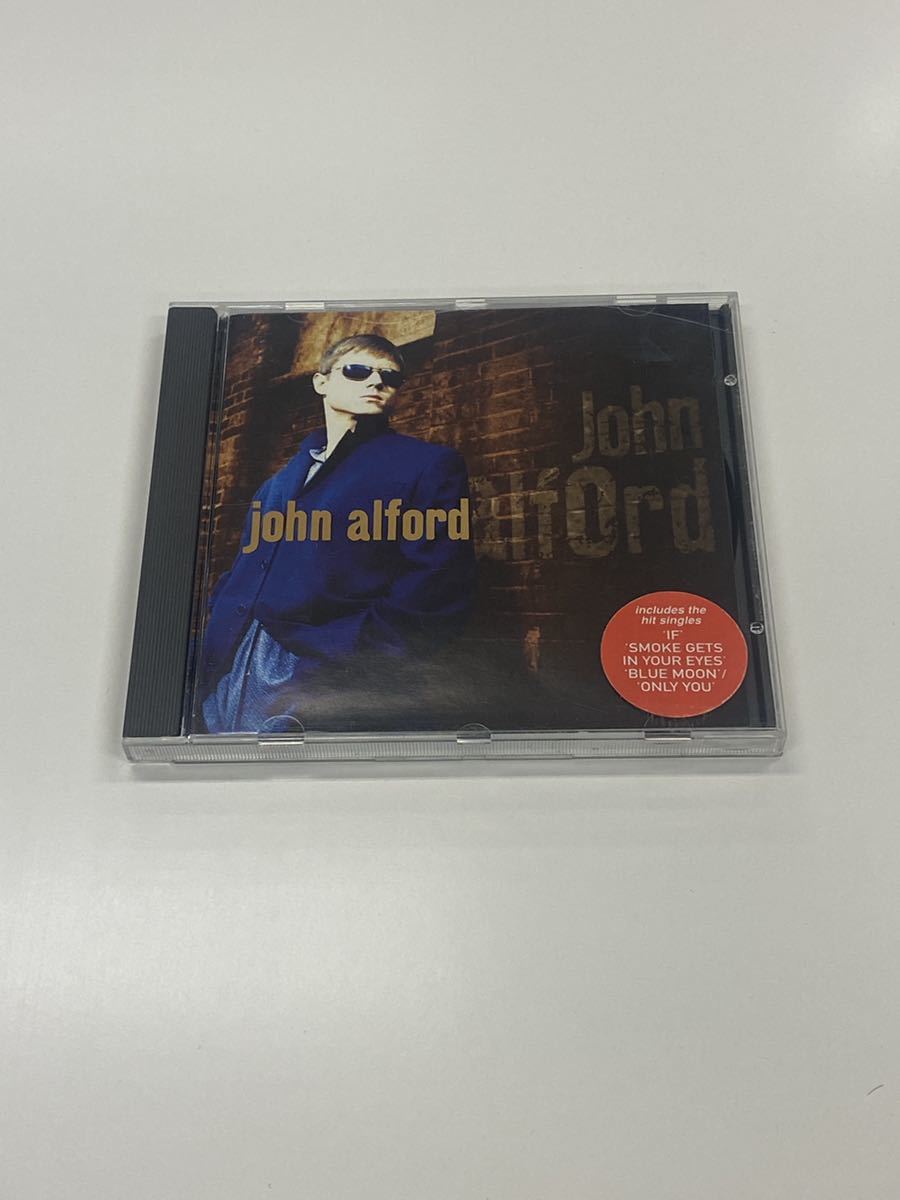 john
alfOrd
john alford
includes the
hit singles
'IF'
'SMOKE GETS
IN YOUR EYES'
'BLUE MOON'/
'ONLY YOU'